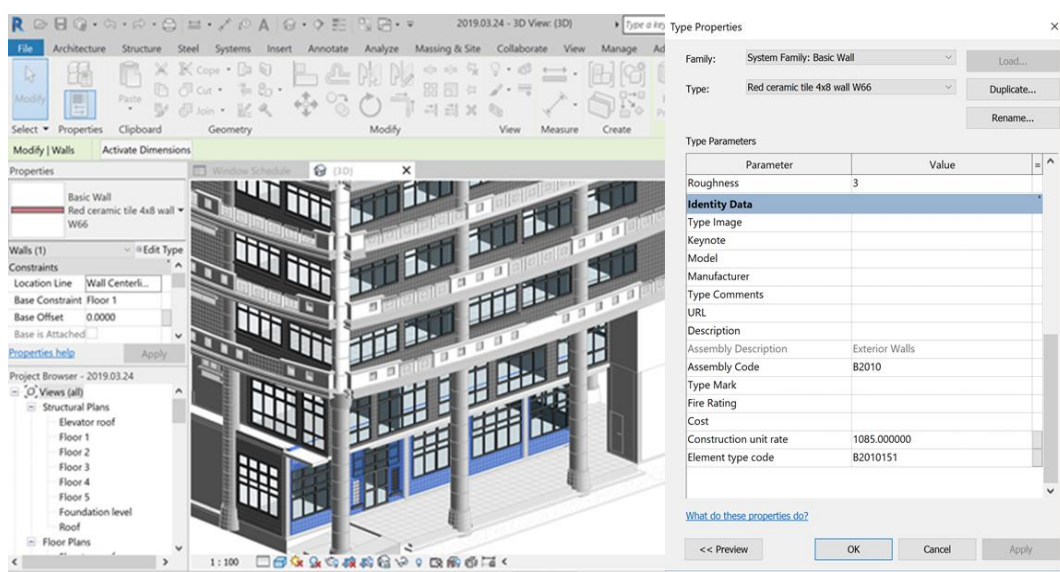 2019.03.24 - 3D View: {3D}
Type a key
File Architecture Structure Steel Systems Insert Annotate Analyze Massing & Site Collaborate View Manage Ad
Modify
Paste
Cope
Cut
Join
Select Properties Clipboard Geometry Modify View Measure Create
Modify | Walls Activate Dimensions
Properties
Window Schedule {3D}
Basic Wall
Red ceramic tile 4x8 wall
W66
Walls (1) Edit Type
Constraints
Location Line Wall Centerli...
Base Constraint Floor 1
Base Offset 0.0000
Base is Attached
Properties help Apply
Project Browser - 2019.03.24
Views (all)
Structural Plans
Elevator roof
Floor 1
Floor 2
Floor 3
Floor 4
Floor 5
Foundation level
Roof
Floor Plans
1 : 100
Type Properties
Family: System Family: Basic Wall Load...
Type: Red ceramic tile 4x8 wall W66 Duplicate...
Rename...
Type Parameters
Parameter Value =
Roughness 3
Identity Data
Type Image
Keynote
Model
Manufacturer
Type Comments
URL
Description
Assembly Description Exterior Walls
Assembly Code B2010
Type Mark
Fire Rating
Cost
Construction unit rate 1085.000000
Element type code B2010151
What do these properties do?
<< Preview OK Cancel Apply